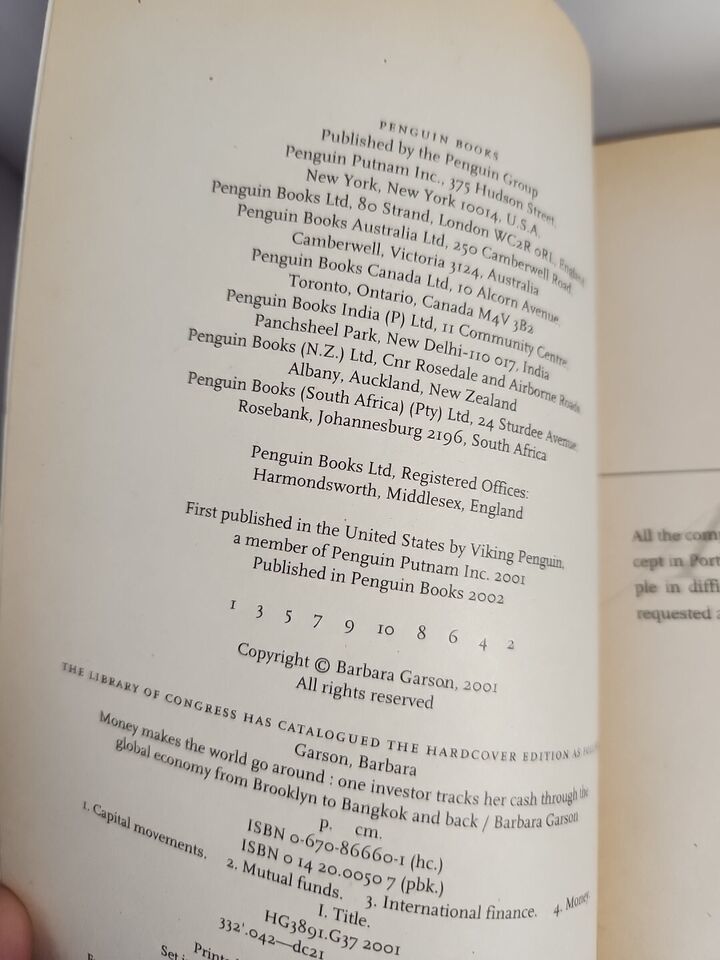 PENGUIN BOOKS
Published by the Penguin Group
Penguin Putnam Inc., 375 Hudson Street,
New York, New York 10014, U.S.A.
Penguin Books Ltd, 80 Strand, London WC2R 0RL, England
Penguin Books Australia Ltd, 250 Camberwell Road,
Camberwell, Victoria 3124, Australia
Penguin Books Canada Ltd, 10 Alcorn Avenue,
Toronto, Ontario, Canada M4V 3B2
Penguin Books India (P) Ltd, 11 Community Centre,
Panchsheel Park, New Delhi-110 017, India
Penguin Books (N.Z.) Ltd, Cnr Rosedale and Airborne Roads,
Albany, Auckland, New Zealand
Penguin Books (South Africa) (Pty) Ltd, 24 Sturdee Avenue,
Rosebank, Johannesburg 2196, South Africa
Penguin Books Ltd, Registered Offices:
Harmondsworth, Middlesex, England
First published in the United States by Viking Penguin,
a member of Penguin Putnam Inc. 2001
Published in Penguin Books 2002
1 3 5 7 9 10 8 6 4 2
Copyright © Barbara Garson, 2001
All rights reserved
THE LIBRARY OF CONGRESS HAS CATALOGUED THE HARDCOVER EDITION AS
Garson, Barbara
Money makes the world go around : one investor tracks her cash through the
global economy from Brooklyn to Bangkok and back / Barbara Garson
p. cm.
ISBN 0-670-86660-1 (hc.)
ISBN 0 14 20.0050 7 (pbk.)
1. Capital movements. 2. Mutual funds. 3. International finance. 4. Money.
I. Title.
HG3891.G37 2001
332'.042—dc21
All the com
cept in Port
ple in diffi
requested a